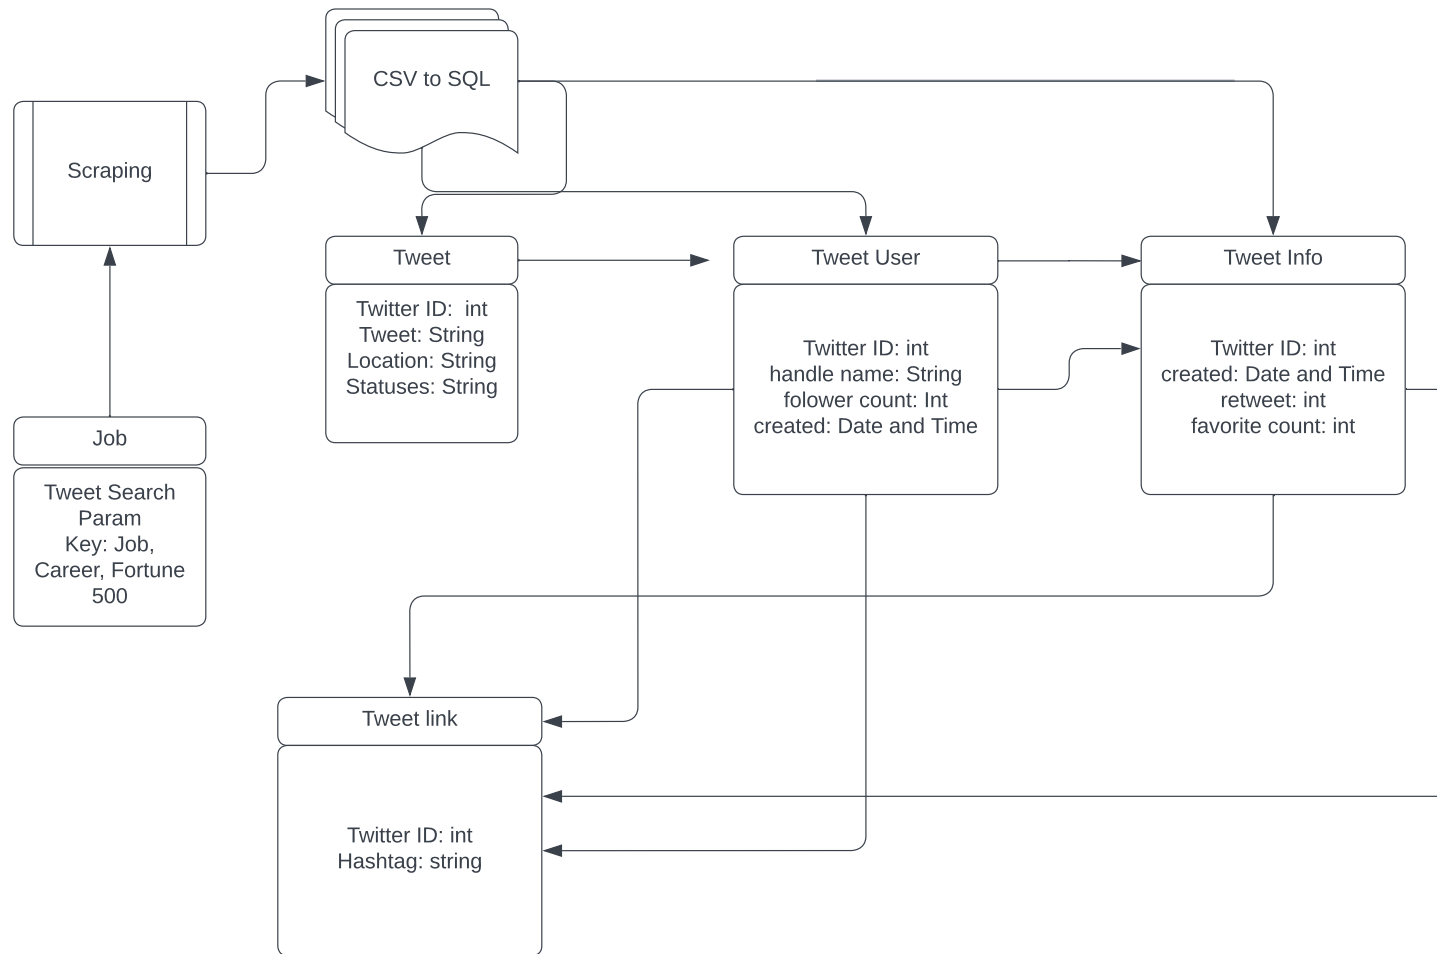 CSV to SQL
Scraping
Tweet
Twitter ID:  int
Tweet: String
Location: String
Statuses: String
Tweet User
Twitter ID: int
handle name: String
folower count: Int
created: Date and Time
Tweet Info
Twitter ID: int
created: Date and Time
retweet: int
favorite count: int
Job
Tweet Search
Param
Key: Job,
Career, Fortune
500
Tweet link
Twitter ID: int
Hashtag: string